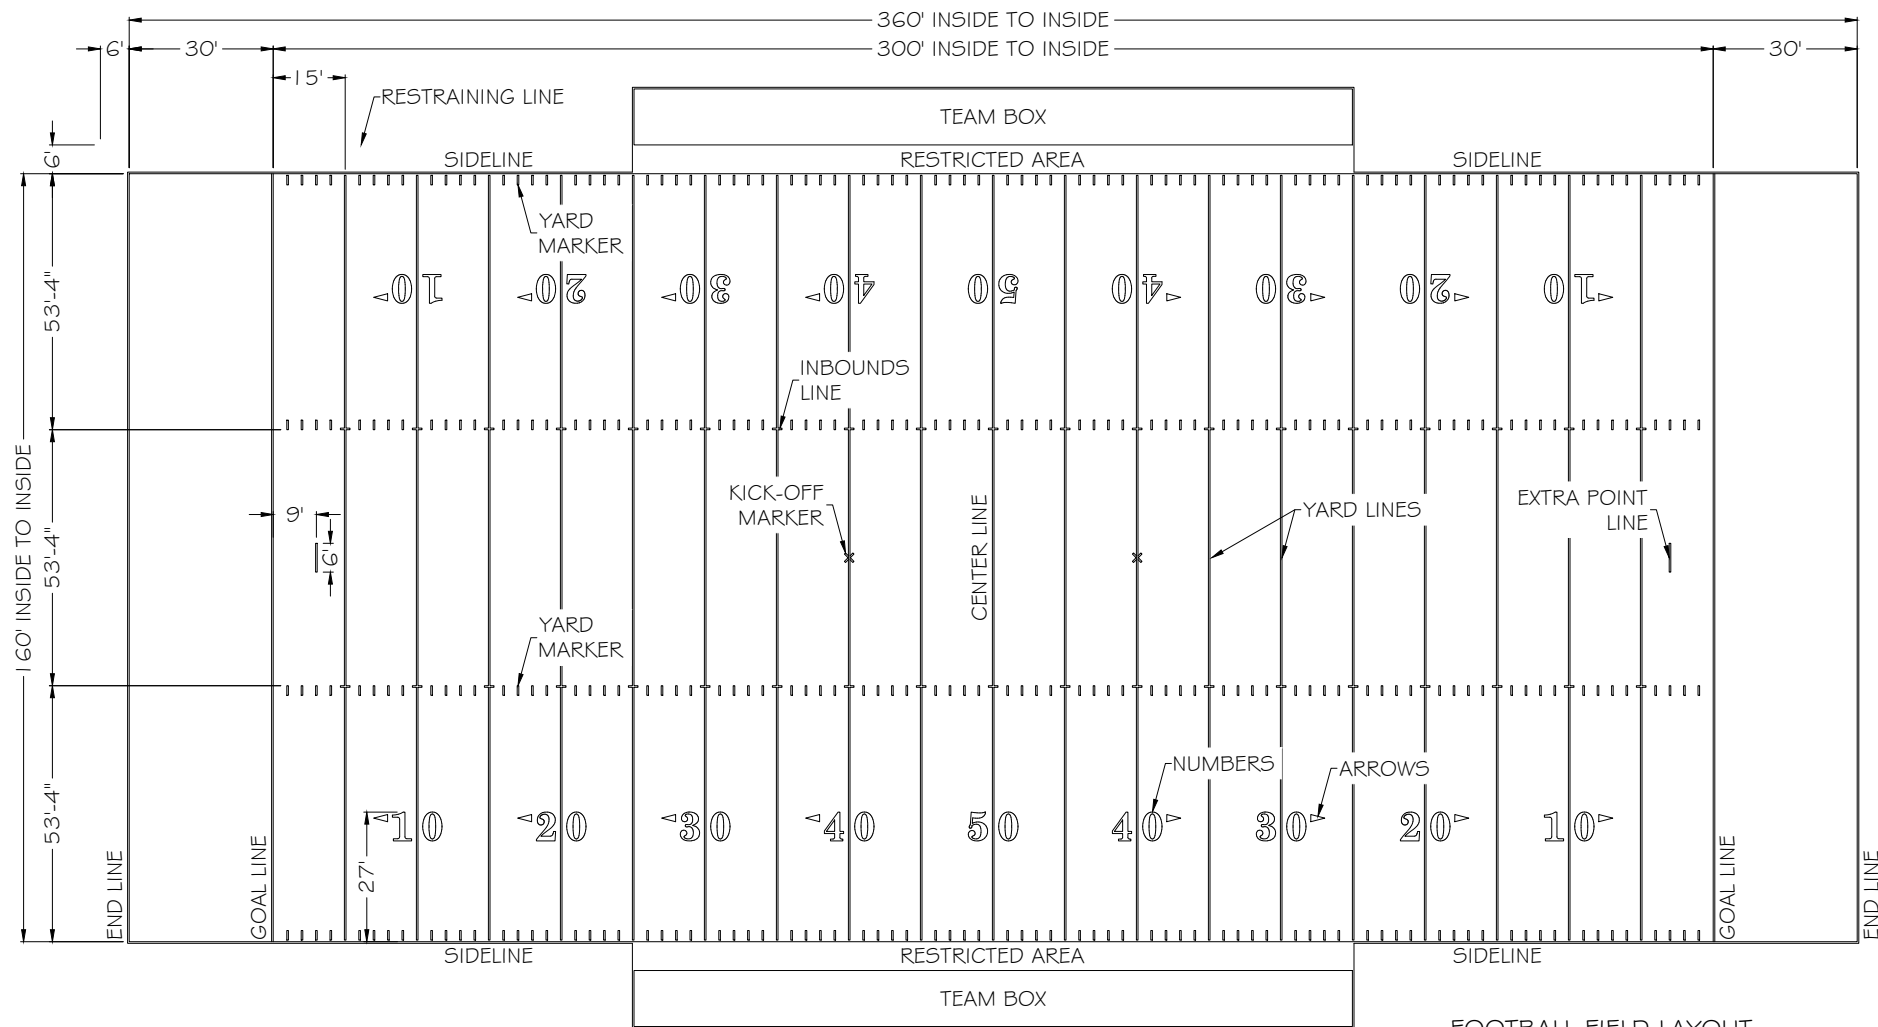 360' INSIDE TO INSIDE
6'
30'
300' INSIDE TO INSIDE
30'
15'
RESTRAINING LINE
TEAM BOX
6'
SIDELINE
RESTRICTED AREA
SIDELINE
YARD
MARKER
53'-4"
10
20
30
40
50
40
30
20
10
INBOUNDS
LINE
160' INSIDE TO INSIDE
53'-4"
9'
6'
KICK-OFF
MARKER
CENTER LINE
YARD LINES
EXTRA POINT
LINE
YARD
MARKER
NUMBERS
ARROWS
53'-4"
27'
10
20
30
40
50
40
30
20
10
END LINE
GOAL LINE
GOAL LINE
END LINE
SIDELINE
RESTRICTED AREA
SIDELINE
TEAM BOX
FOOTBALL FIELD LAYOUT